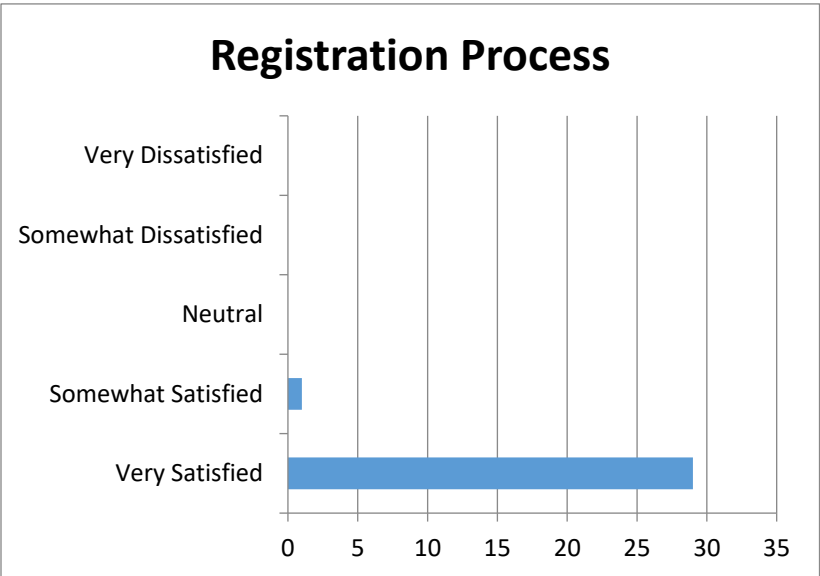 Registration Process
Very Dissatisfied
Somewhat Dissatisfied
Neutral
Somewhat Satisfied
Very Satisfied
0 5 10 15 20 25 30 35